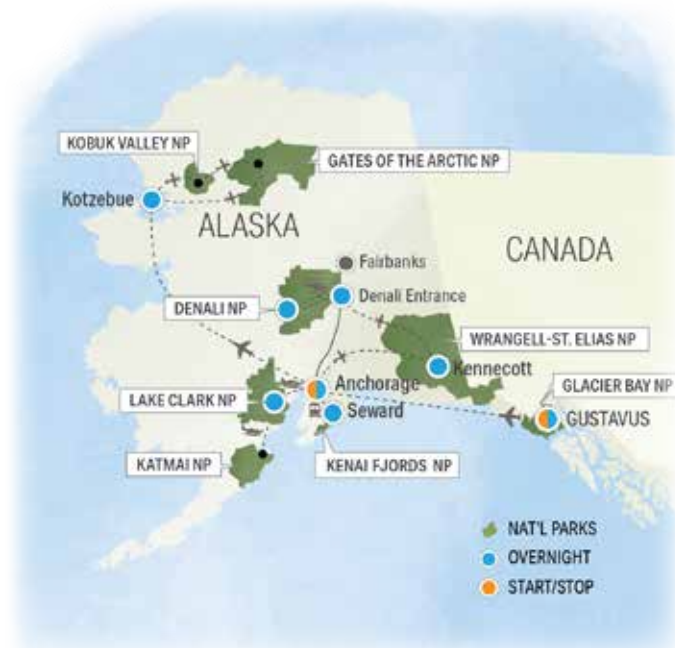 KOBUK VALLEY NP
GATES OF THE ARCTIC NP
Kotzebue
ALASKA
CANADA
Fairbanks
Denali Entrance
DENALI NP
WRANGELL-ST. ELIAS NP
Kennecott
GLACIER BAY NP
Anchorage
LAKE CLARK NP
Seward
GUSTAVUS
KATMAI NP
KENAI FJORDS NP
NAT'L PARKS
OVERNIGHT
START/STOP